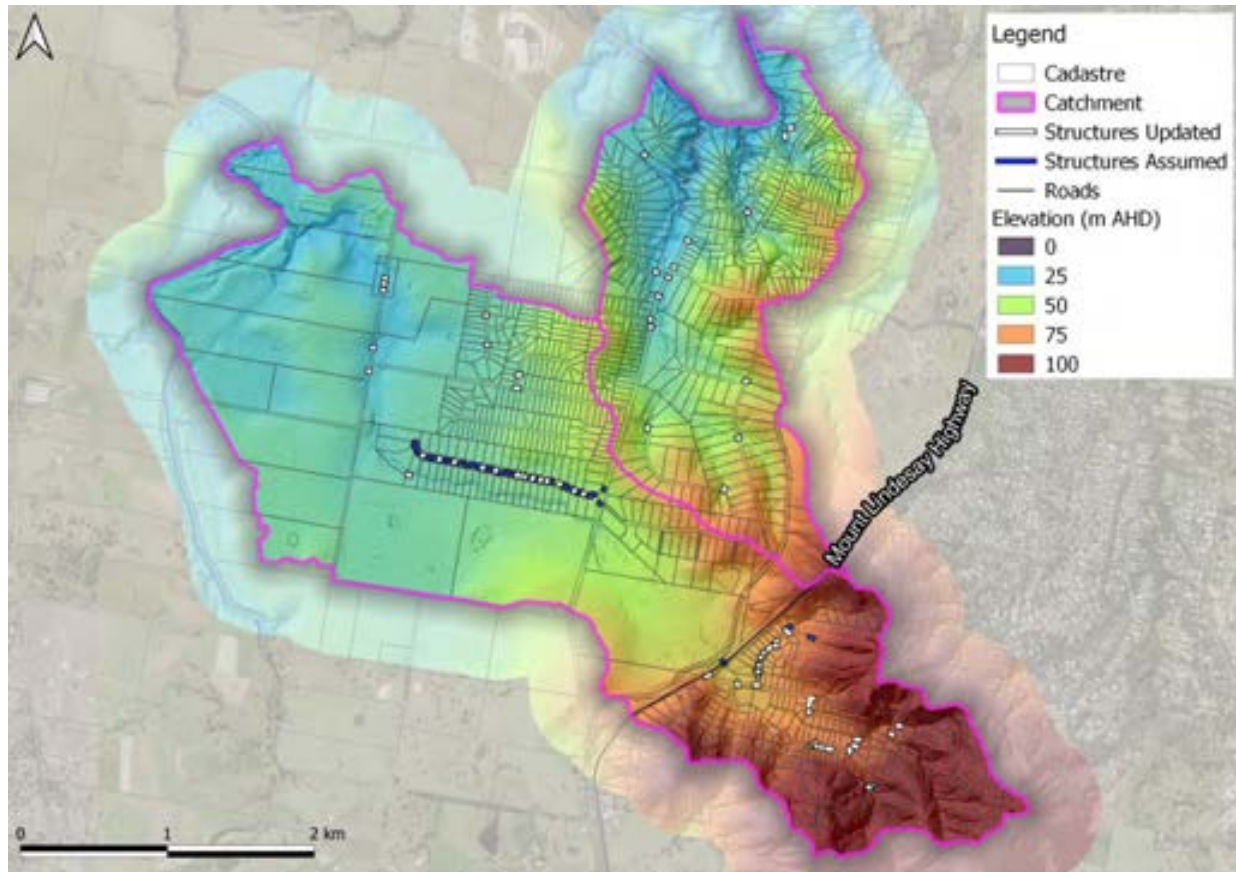 Legend
Cadastre
Catchment
Structures Updated
Structures Assumed
Roads
Elevation (m AHD)
0
25
50
75
100
Mount Lindesay Highway
0 1 2 km